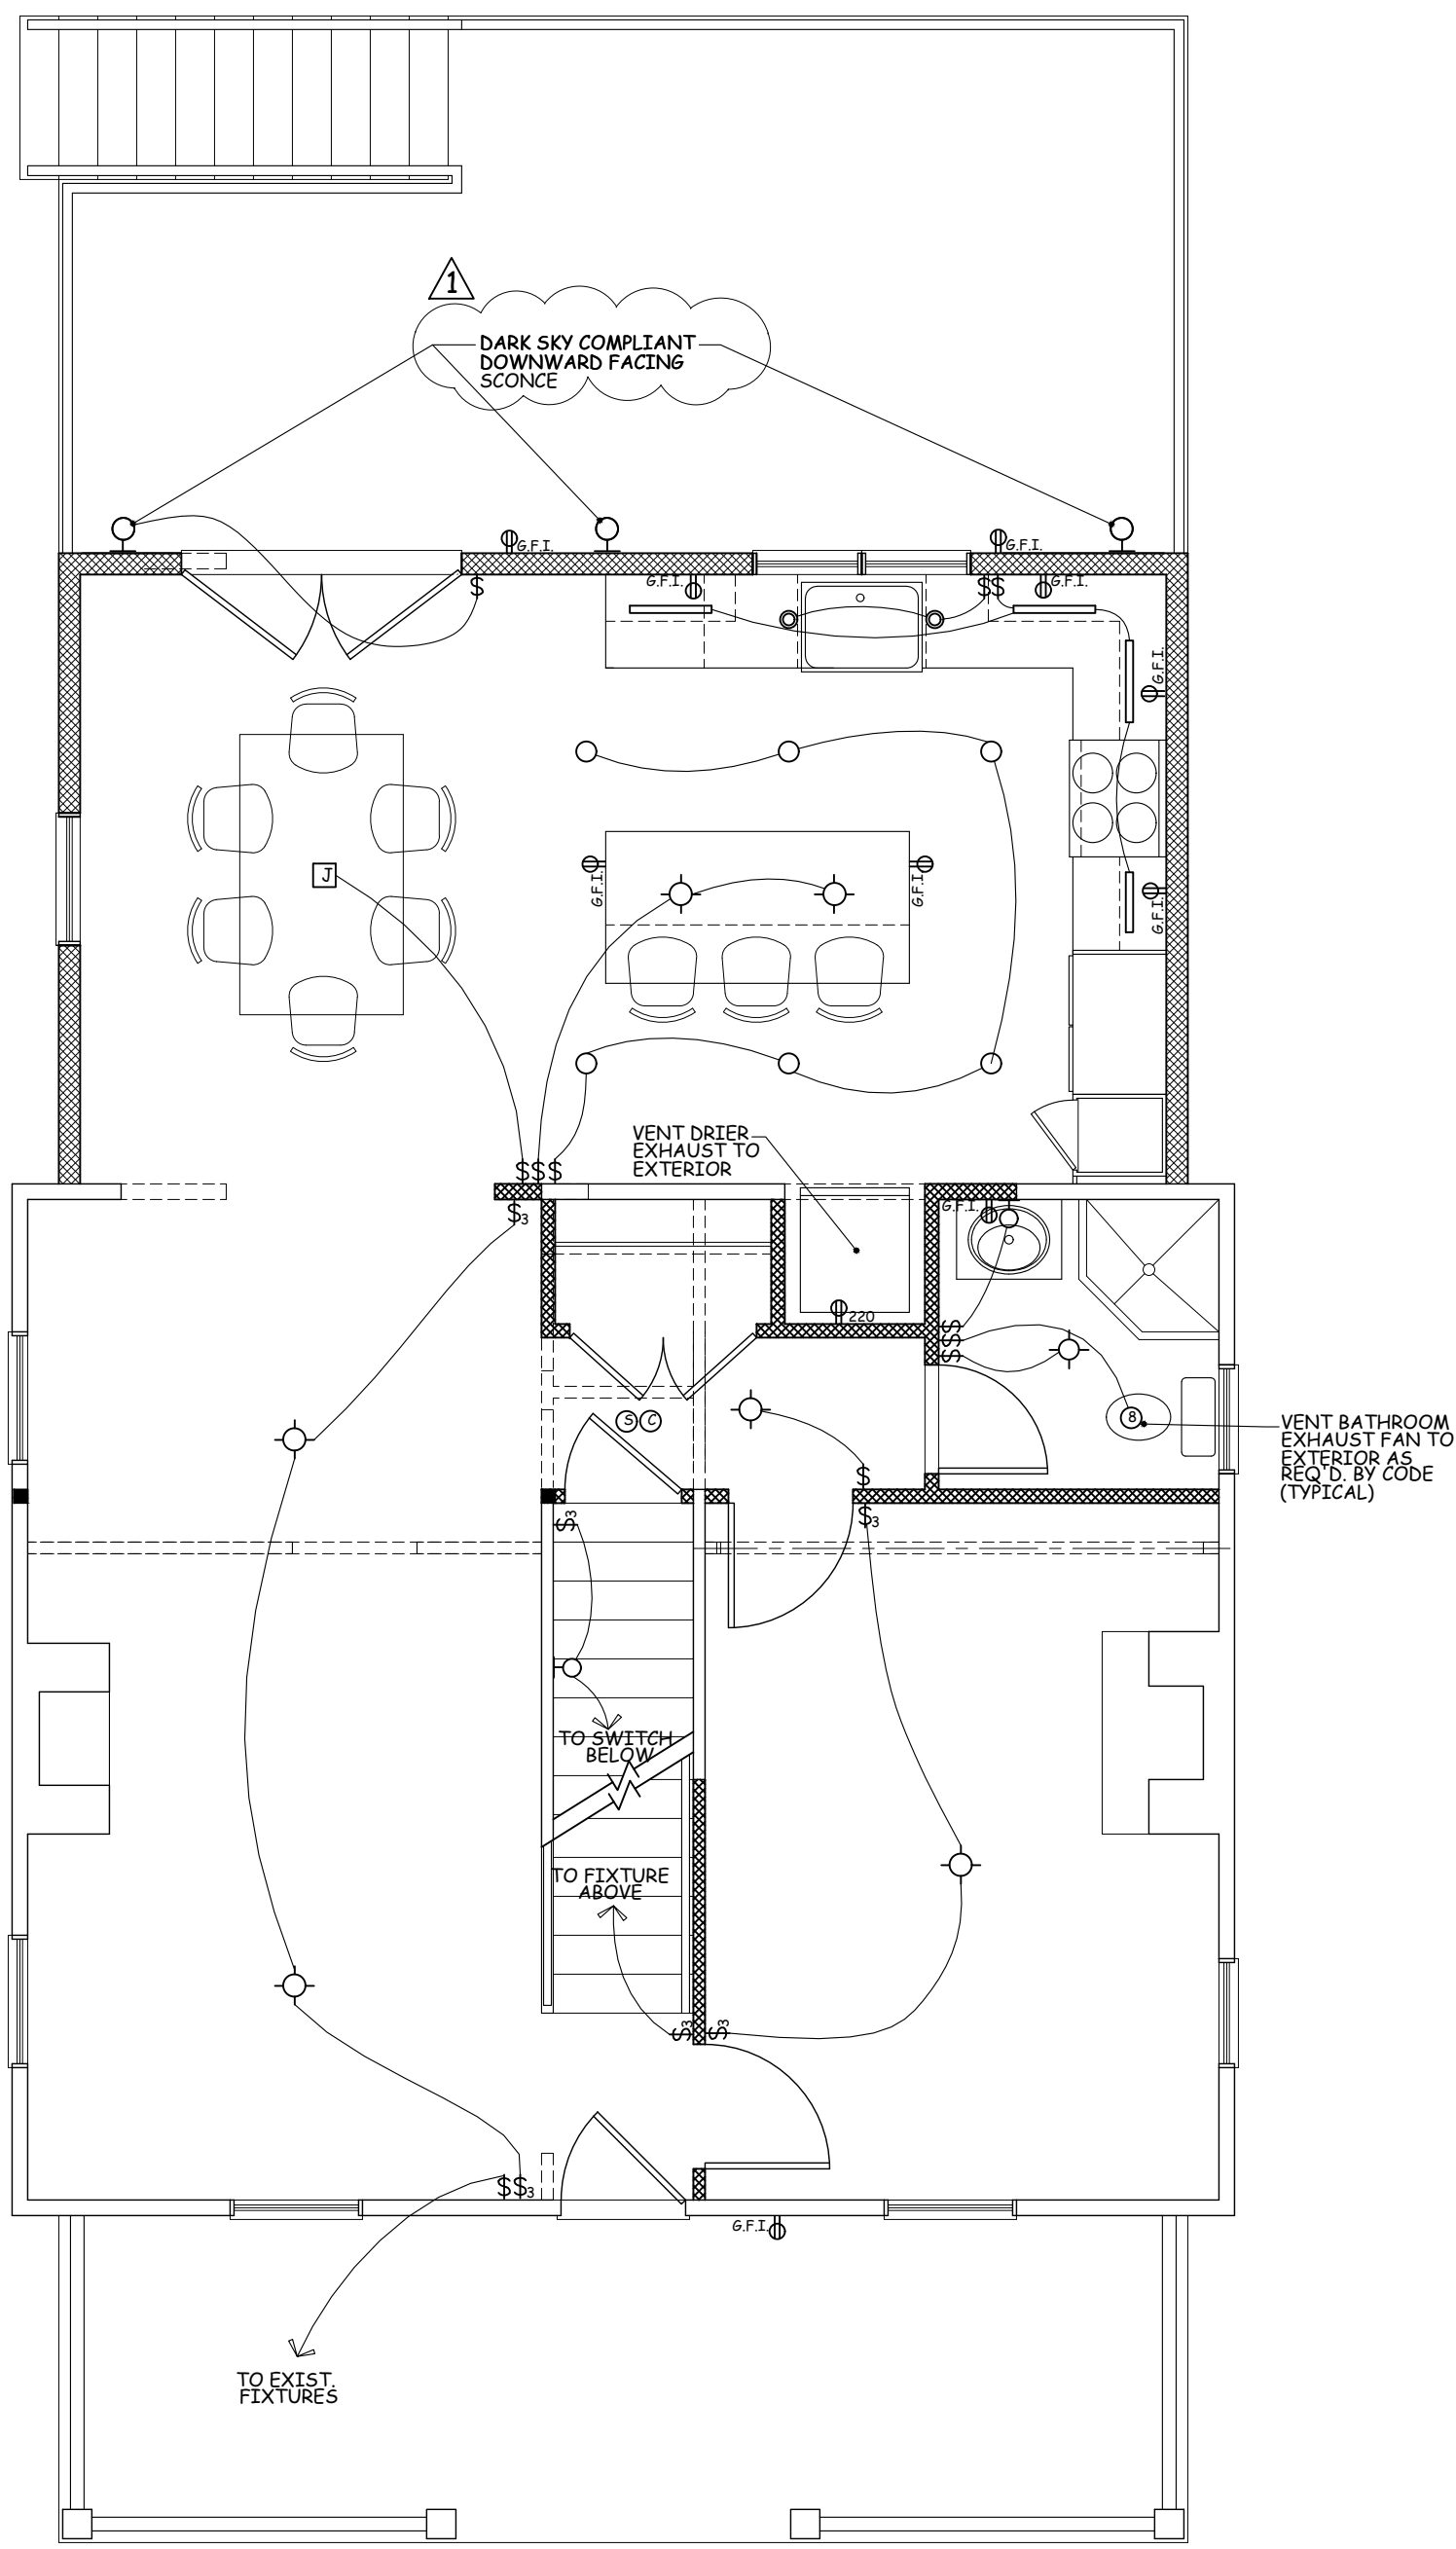 1
DARK SKY COMPLIANT
DOWNWARD FACING
SCONCE
G.F.I.
G.F.I.
G.F.I.
G.F.I.
$
$$
G.F.I.
J
G.F.I.
G.F.I.
G.F.I.
VENT DRIER
EXHAUST TO
EXTERIOR
$$$
$3
G.F.I.
220
$
$
$
S C
8
VENT BATHROOM
EXHAUST FAN TO
EXTERIOR AS
REQ'D. BY CODE
(TYPICAL)
$
$3
$3
TO SWITCH
BELOW
TO FIXTURE
ABOVE
$3 $3
$$3
G.F.I.
TO EXIST.
FIXTURES